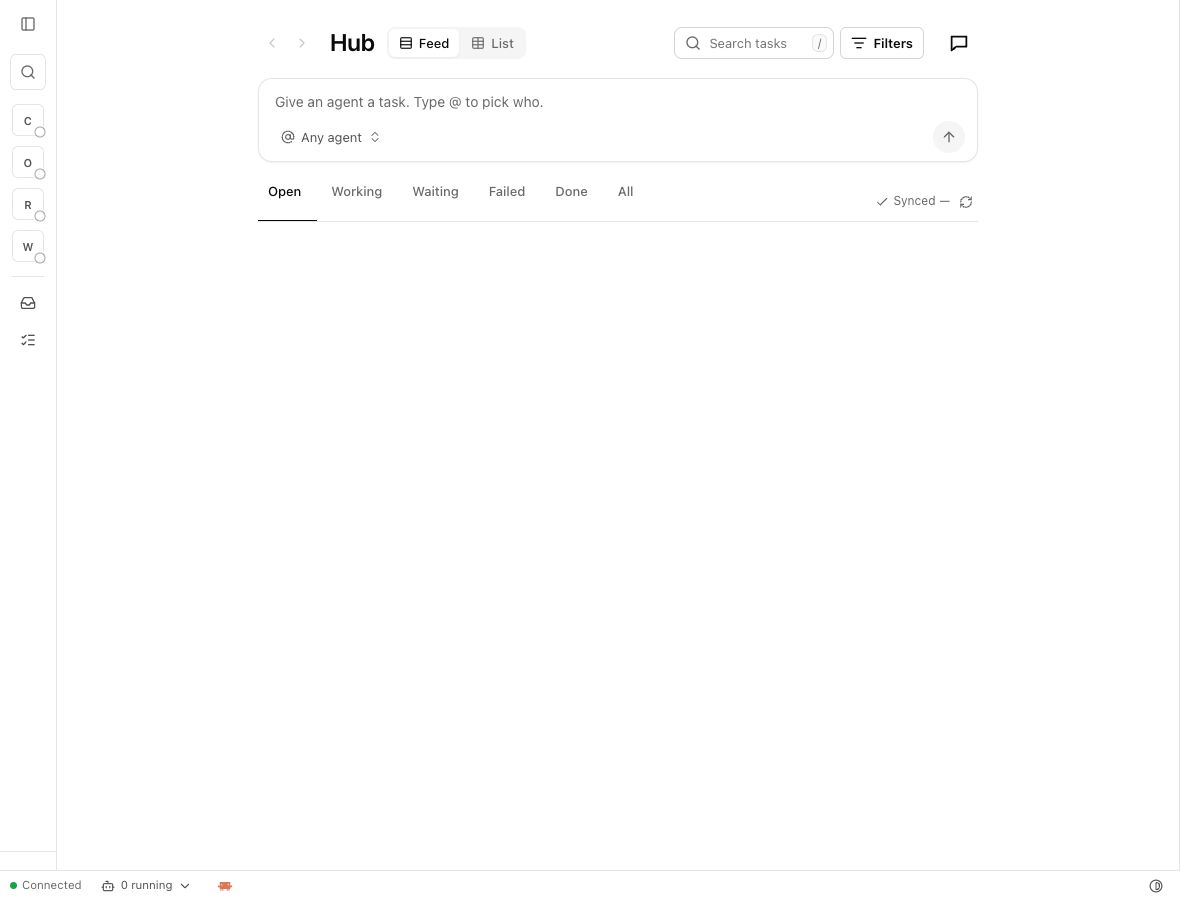 Hub
Feed
List
Search tasks
/
Filters
Give an agent a task. Type @ to pick who.
@ Any agent
Open
Working
Waiting
Failed
Done
All
Synced —
C
O
R
W
Connected
0 running